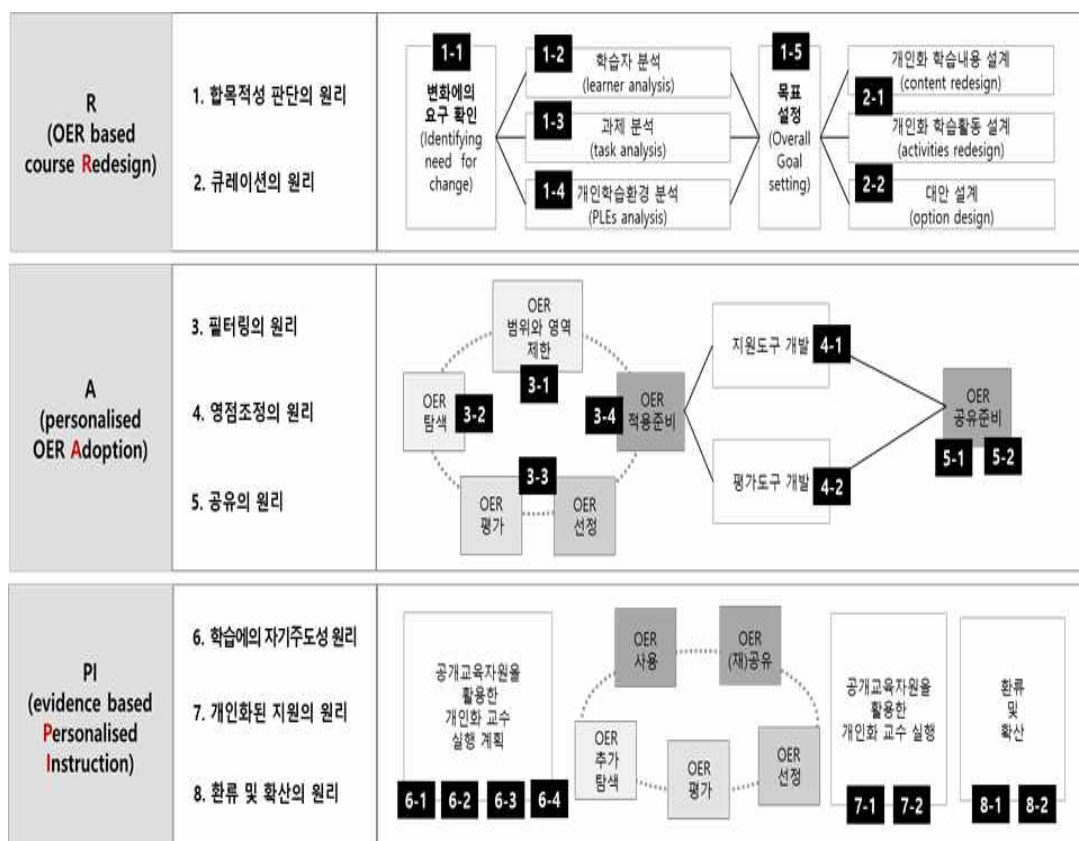 R
(OER based
course Redesign)
1. 합목적성 판단의 원리
2. 큐레이션의 원리
1-1
변화에의
요구 확인
(Identifying
need for
change)
1-2
학습자 분석
(learner analysis)
1-3
과제 분석
(task analysis)
1-4
개인학습환경 분석
(PLEs analysis)
1-5
목표
설정
(Overall
Goal
setting)
개인화 학습내용 설계
(content redesign)
2-1
개인화 학습활동 설계
(activities redesign)
2-2
대안 설계
(option design)
A
(personalised
OER Adoption)
3. 필터링의 원리
4. 영점조정의 원리
5. 공유의 원리
OER
범위와 영역
제한
3-1
OER
탐색
3-2
3-3
OER
평가
OER
선정
3-4
OER
적용준비
지원도구 개발
4-1
평가도구 개발
4-2
OER
공유준비
5-1
5-2
PI
(evidence based
Personalised
Instruction)
6. 학습에의 자기주도성 원리
7. 개인화된 지원의 원리
8. 환류 및 확산의 원리
공개교육자원을
활용한
개인화 교수
실행 계획
6-1
6-2
6-3
6-4
OER
사용
OER
(재)공유
OER
추가
탐색
OER
평가
OER
선정
공개교육자원을
활용한
개인화 교수 실행
7-1
7-2
환류
및
확산
8-1
8-2